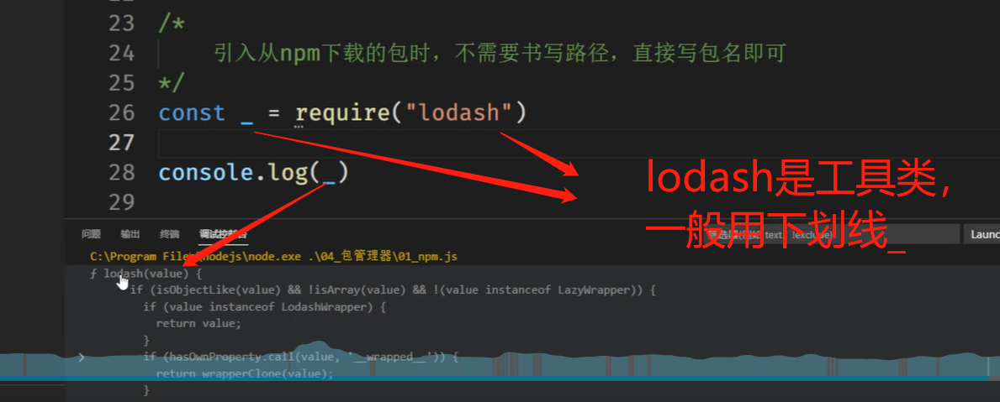 23 /*
24 引入从npm下载的包时，不需要书写路径，直接写包名即可
25 */
26 const _ = require("lodash")
27
28 console.log(_)
29
lodash是工具类，
一般用下划线_
问题 输出 终端 调试控制台 !exclude) Launc
C:\Program Files\nodejs\node.exe .\04_包管理器\01_npm.js
ƒ lodash(value) {
if (isObjectLike(value) && !isArray(value) && !(value instanceof LazyWrapper)) {
if (value instanceof LodashWrapper) {
return value;
}
if (hasOwnProperty.call(value, '__wrapped__')) {
return wrapperClone(value);
}